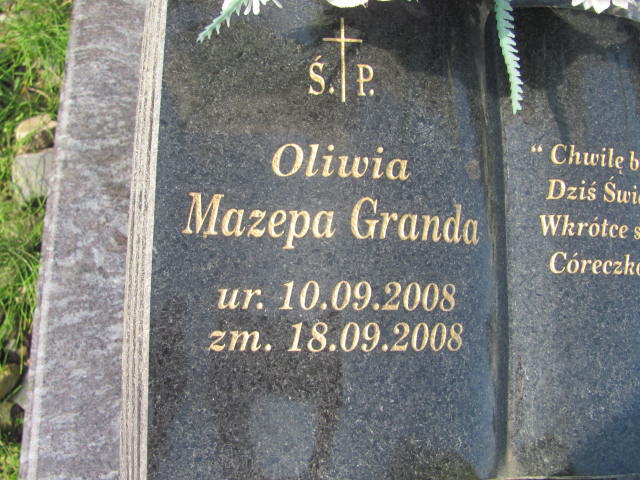 Ś. P.
Oliwia
Mazepa Granda
ur. 10.09.2008
zm. 18.09.2008
“ Chwilę
Dziś
Wkrótce